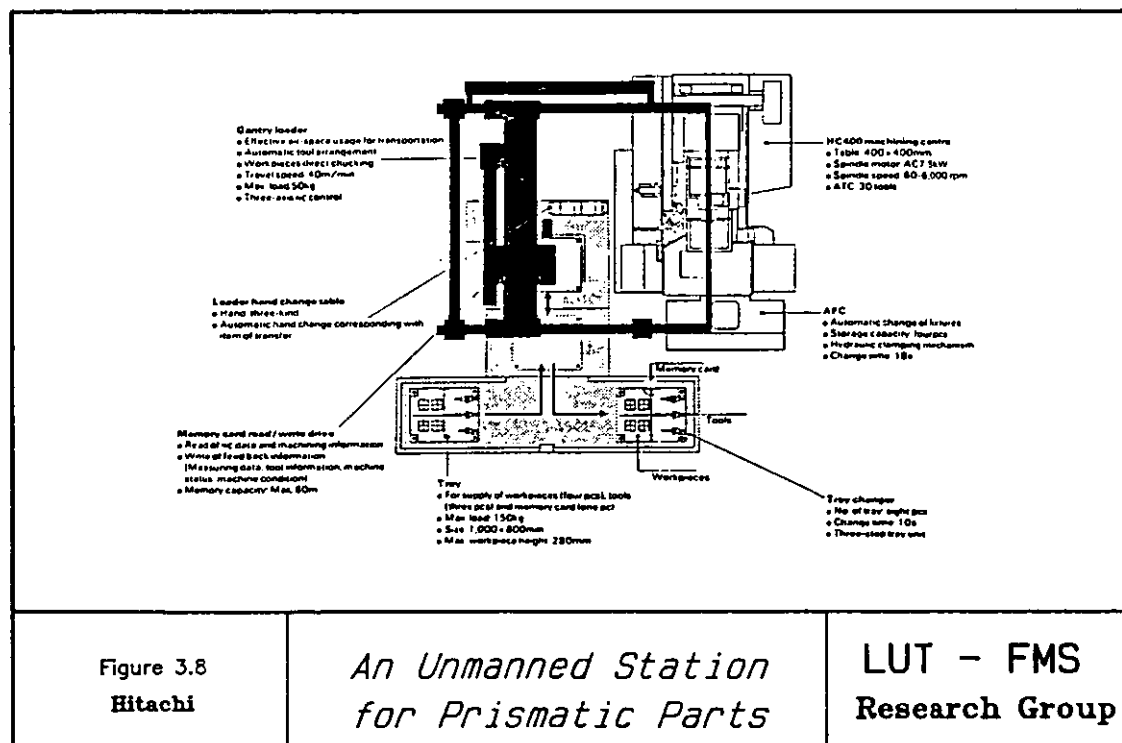 Gantry loader
• Effective air-space usage for transportation
• Automatic tool arrangement
• Workpieces direct chucking
• Travel speed: 40m/min
• Max. load 50kg
• Three-axis control
HC400 machining centre
• Table: 400×400mm
• Spindle motor: AC7.5kW
• Spindle speed: 60-6,000 rpm
• ATC: 30 tools
Loader hand change table
• Hand: three-kind
• Automatic hand change corresponding with
item of transfer
AFC
• Automatic change of fixtures
• Storage capacity: four pcs
• Hydraulic clamping mechanism
• Change time: 18s
Memory card
Tools
Workpieces
Memory card read/write drive
• Read of nc data and machining information
• Write of feed back information
(Measuring data, tool information, machine
status, machine condition)
• Memory capacity: Max. 80m
Tray
• For supply of workpieces (four pcs), tools
(three pcs) and memory card (one pc)
• Max load: 150kg
• Size: 1,000×800mm
• Max. workpiece height: 280mm
Tray changer
• No. of tray: eight pcs
• Change time: 10s
• Three-step tray unit
Figure 3.8
Hitachi
An Unmanned Station
for Prismatic Parts
LUT - FMS
Research Group